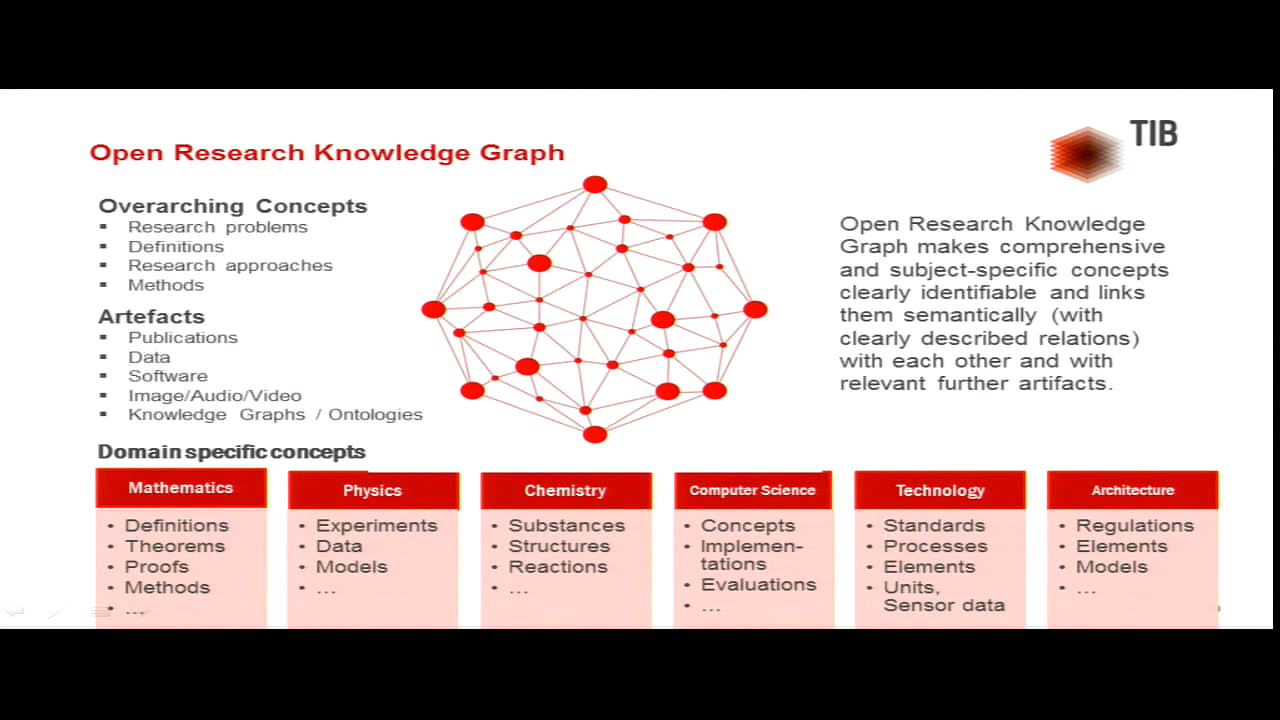 TIB
Open Research Knowledge Graph
Overarching Concepts
▪ Research problems
▪ Definitions
▪ Research approaches
▪ Methods
Artefacts
▪ Publications
▪ Data
▪ Software
▪ Image/Audio/Video
▪ Knowledge Graphs / Ontologies
Open Research Knowledge
Graph makes comprehensive
and subject-specific concepts
clearly identifiable and links
them semantically (with
clearly described relations)
with each other and with
relevant further artifacts.
Domain specific concepts
Mathematics
• Definitions
• Theorems
• Proofs
• Methods
• ...
Physics
• Experiments
• Data
• Models
• ...
Chemistry
• Substances
• Structures
• Reactions
• ...
Computer Science
• Concepts
• Implemen-
tations
• Evaluations
• ...
Technology
• Standards
• Processes
• Elements
• Units,
Sensor data
Architecture
• Regulations
• Elements
• Models
• ...